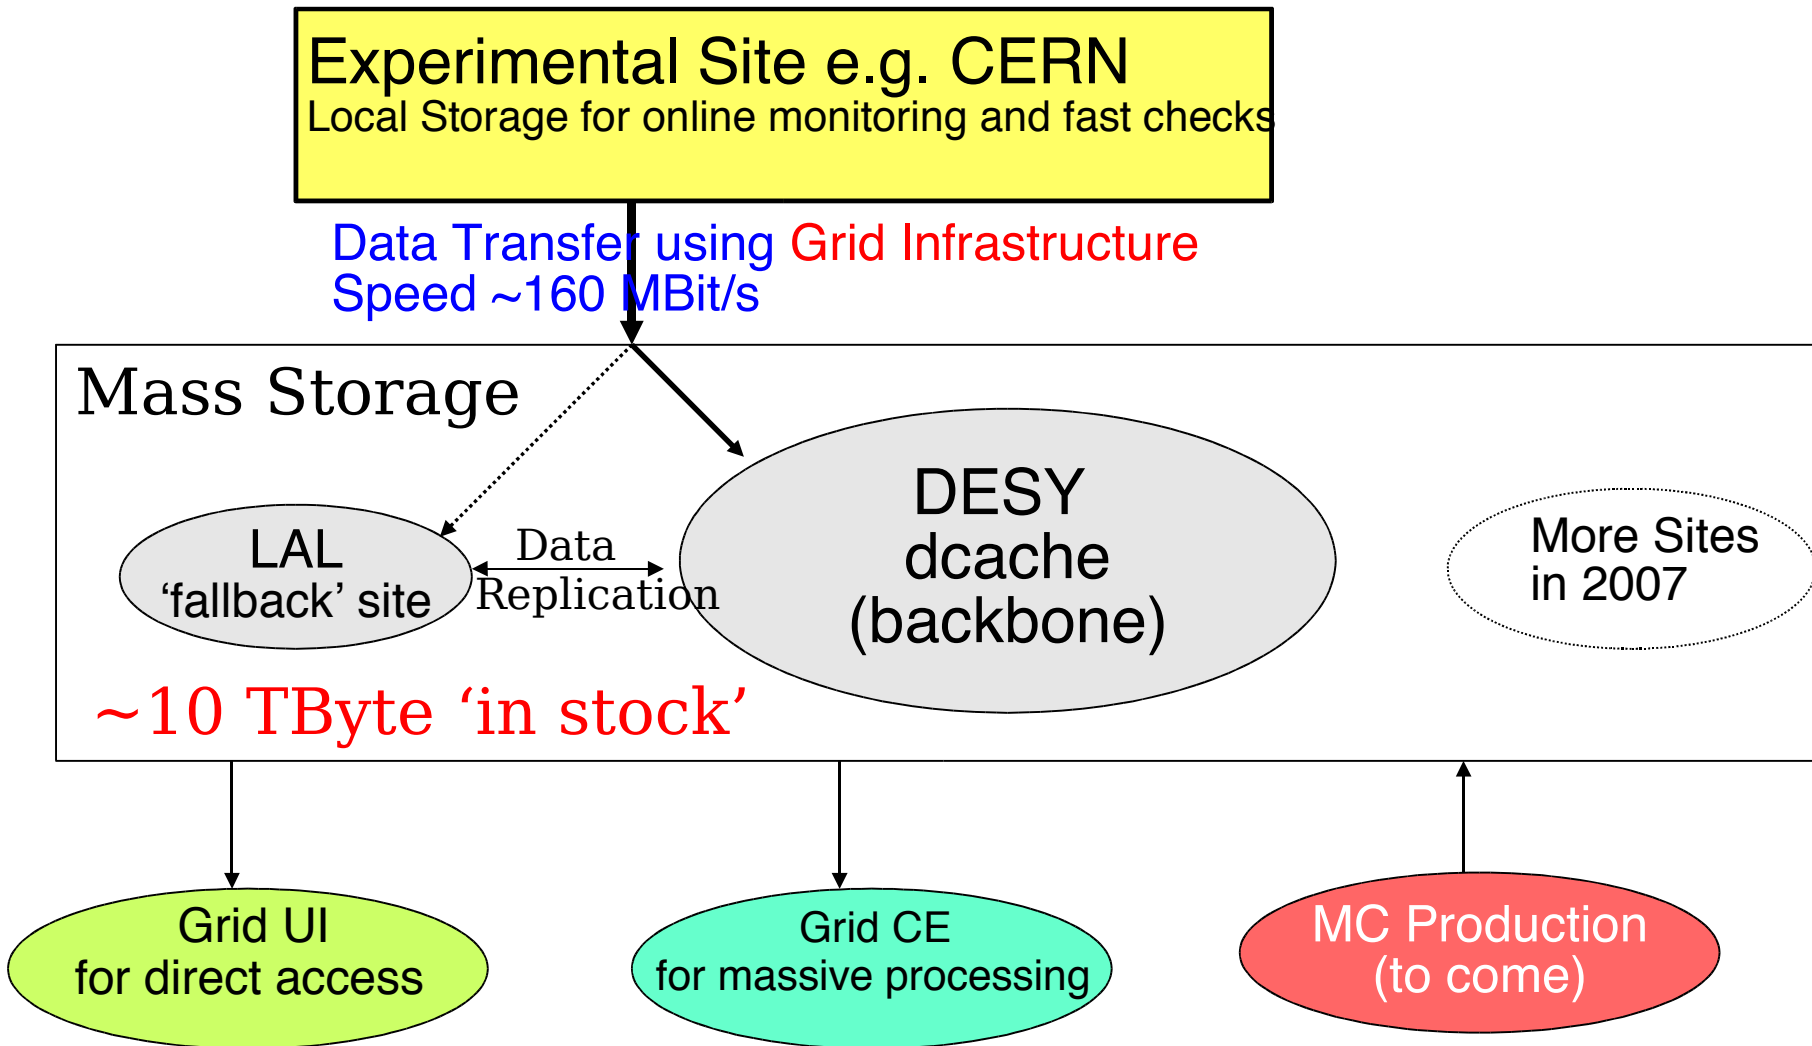 Experimental Site e.g. CERN
Local Storage for online monitoring and fast checks
Data Transfer using Grid Infrastructure
Speed ~160 MBit/s
Mass Storage
DESY
dcache
(backbone)
LAL
‘fallback’ site
Data
Replication
More Sites
in 2007
~10 TByte ‘in stock’
Grid UI
for direct access
Grid CE
for massive processing
MC Production
(to come)